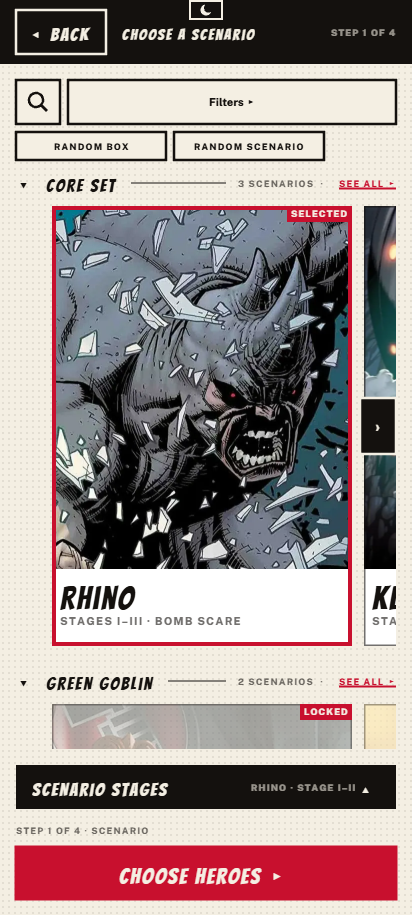 ◂ BACK
CHOOSE A SCENARIO
STEP 1 OF 4
Filters ▸
RANDOM BOX
RANDOM SCENARIO
▾ CORE SET
3 SCENARIOS ·
SEE ALL ▸
SELECTED
›
RHINO
STAGES I–III · BOMB SCARE
STA
▾ GREEN GOBLIN
2 SCENARIOS ·
SEE ALL ▸
LOCKED
SCENARIO STAGES
RHINO · STAGE I–II ▴
STEP 1 OF 4 · SCENARIO
CHOOSE HEROES ▸